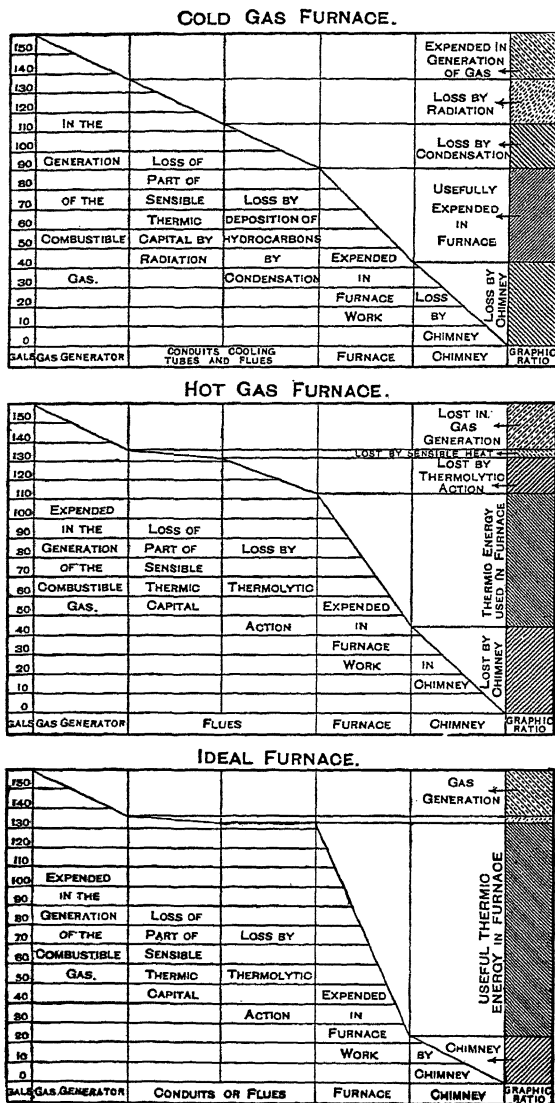 COLD GAS FURNACE.
150
140
130
120
110
100
90
80
70
60
50
40
30
20
10
0
IN THE
GENERATION
OF THE
COMBUSTIBLE
GAS.
LOSS OF
PART OF
SENSIBLE
THERMIC
CAPITAL BY
RADIATION
LOSS BY
DEPOSITION OF
HYDROCARBONS
BY
CONDENSATION
EXPENDED
IN
FURNACE
WORK
LOSS
BY
CHIMNEY
EXPENDED IN
GENERATION
OF GAS
LOSS BY
RADIATION
LOSS BY
CONDENSATION
USEFULLY
EXPENDED
IN
FURNACE
LOSS BY
CHIMNEY
GALS
GAS GENERATOR
CONDUITS COOLING
TUBES AND FLUES
FURNACE
CHIMNEY
GRAPHIC
RATIO
HOT GAS FURNACE.
150
140
130
120
110
100
90
80
70
60
50
40
30
20
10
0
EXPENDED
IN THE
GENERATION
OF THE
COMBUSTIBLE
GAS.
LOSS OF
PART OF
SENSIBLE
THERMIC
CAPITAL
LOSS BY
THERMOLYTIC
ACTION
EXPENDED
IN
FURNACE
WORK
IN
CHIMNEY
LOST IN.
GAS
GENERATION
LOST BY SENSIBLE HEAT
LOST BY
THERMOLYTIC
ACTION
THERMIC ENERGY
USED IN FURNACE
LOST BY
CHIMNEY
GALS
GAS GENERATOR
FLUES
FURNACE
CHIMNEY
GRAPHIC
RATIO
IDEAL FURNACE.
150
140
130
120
110
100
90
80
70
60
50
40
30
20
10
0
EXPENDED
IN THE
GENERATION
OF THE
COMBUSTIBLE
GAS.
LOSS OF
PART OF
SENSIBLE
THERMIC
CAPITAL
LOSS BY
THERMOLYTIC
ACTION
EXPENDED
IN
FURNACE
WORK
BY
CHIMNEY
GAS
GENERATION
USEFUL THERMIC
ENERGY IN FURNACE
CHIMNEY
GALS
GAS GENERATOR
CONDUITS OR FLUES
FURNACE
CHIMNEY
GRAPHIC
RATIO